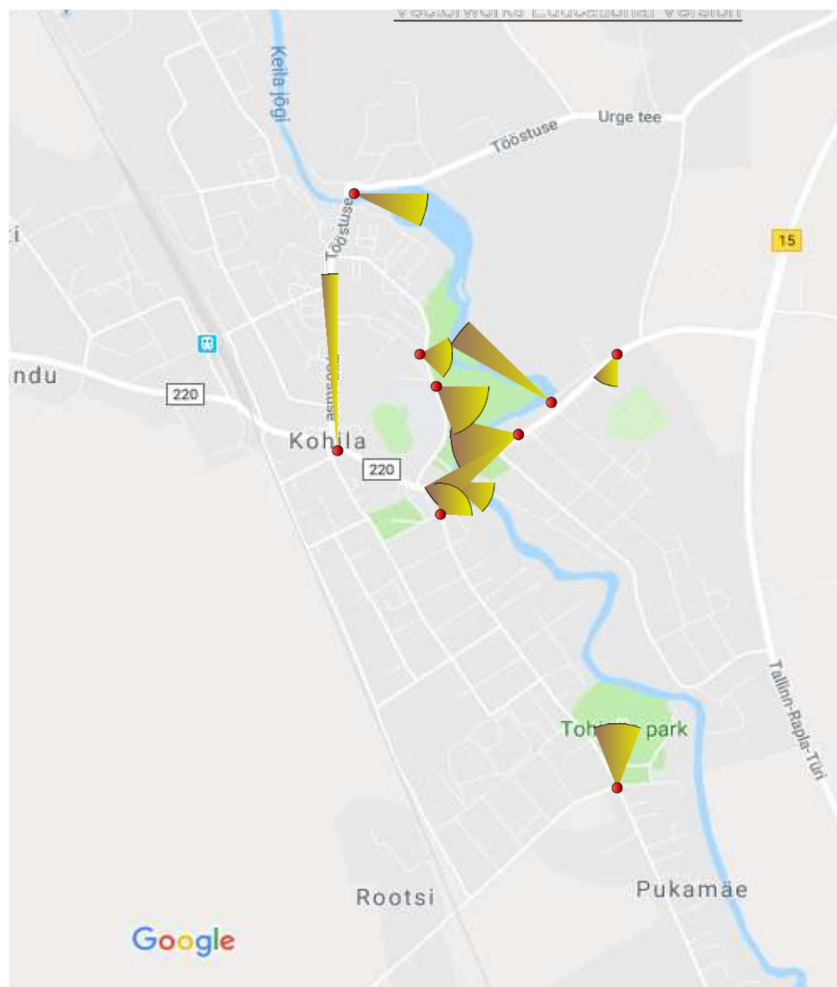 Vectorworks Educational Version
Keila jõgi
Urge tee
Tööstuse
Tööstuse
15
ndu
220
Kohila
220
park
Tallinn-Rapla-Türi
Rootsi
Pukamäe
Google